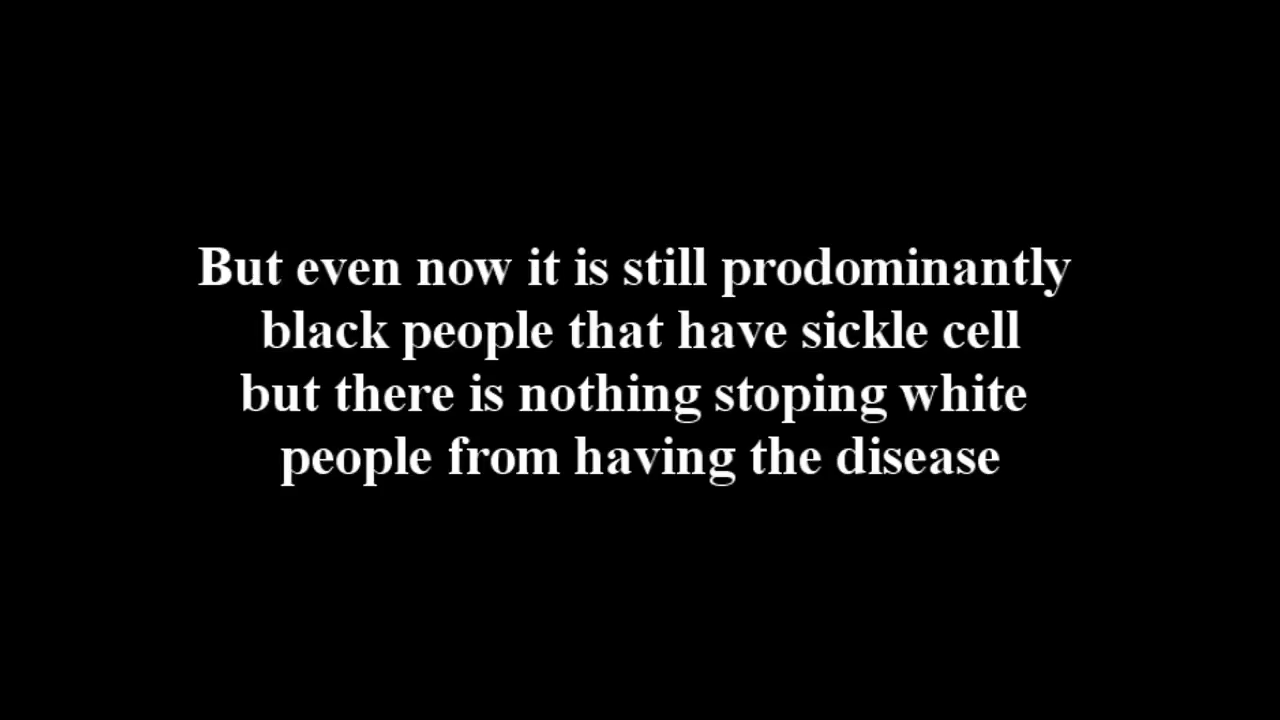 But even now it is still prodominantly
black people that have sickle cell
but there is nothing stoping white
people from having the disease